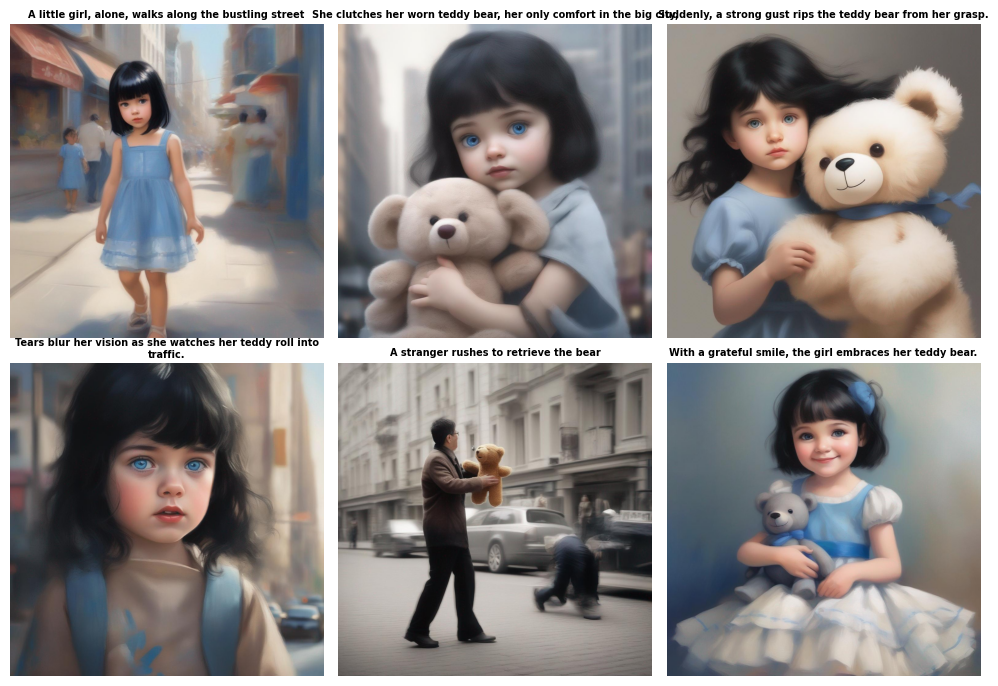 A little girl, alone, walks along the bustling street
She clutches her worn teddy bear, her only comfort in the big city.
Suddenly, a strong gust rips the teddy bear from her grasp.
Tears blur her vision as she watches her teddy roll into
traffic.
A stranger rushes to retrieve the bear
With a grateful smile, the girl embraces her teddy bear.